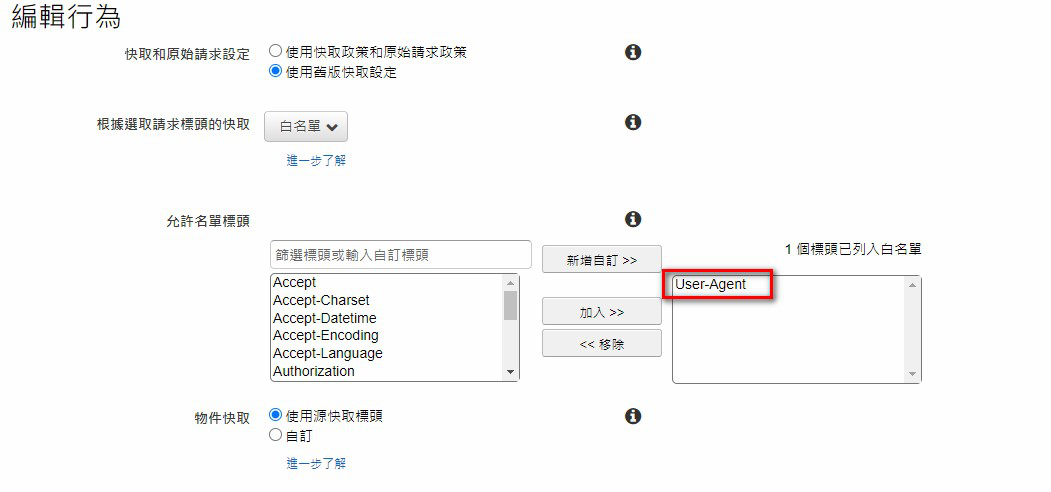 編輯行為
快取和原始請求設定
使用快取政策和原始請求政策
使用舊版快取設定
根據選取請求標頭的快取
白名單
進一步了解
允許名單標頭
篩選標頭或輸入自訂標頭
新增自訂 >>
1 個標頭已列入白名單
Accept
Accept-Charset
Accept-Datetime
Accept-Encoding
Accept-Language
Authorization
加入 >>
<< 移除
User-Agent
物件快取
使用源快取標頭
自訂
進一步了解